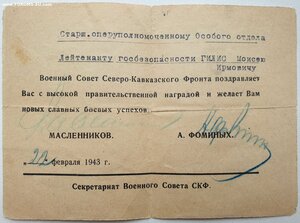 Старш.оперуполномоченному Особого отдела
Лейтенанту госбезопасности ГИЛИС Моисею
Ирмовичу
Военный Совет Северо-Кавказского Фронта поздравляет
Вас с высокой правительственной наградой и желает Вам
новых славных боевых успехов.
МАСЛЕННИКОВ. А. ФОМИНЫХ.
„22 февраля 1943 г.
Секретариат Военного Совета СКФ.